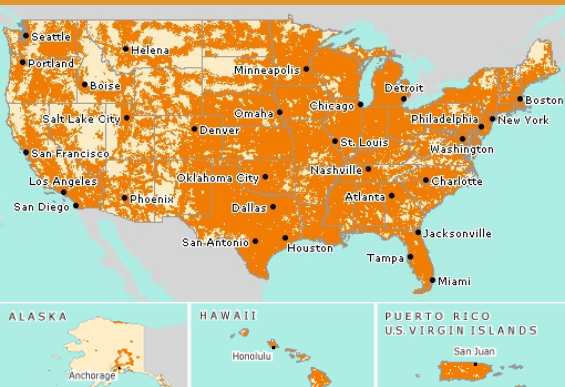 Seattle
Portland
Helena
Boise
Minneapolis
Detroit
Chicago
Boston
Salt Lake City
Omaha
Philadelphia
New York
Denver
St. Louis
Washington
San Francisco
Los Angeles
Oklahoma City
Nashville
Charlotte
San Diego
Phoenix
Dallas
Atlanta
San Antonio
Houston
Jacksonville
Tampa
Miami
ALASKA
Anchorage
HAWAII
Honolulu
PUERTO RICO
U.S. VIRGIN ISLANDS
San Juan